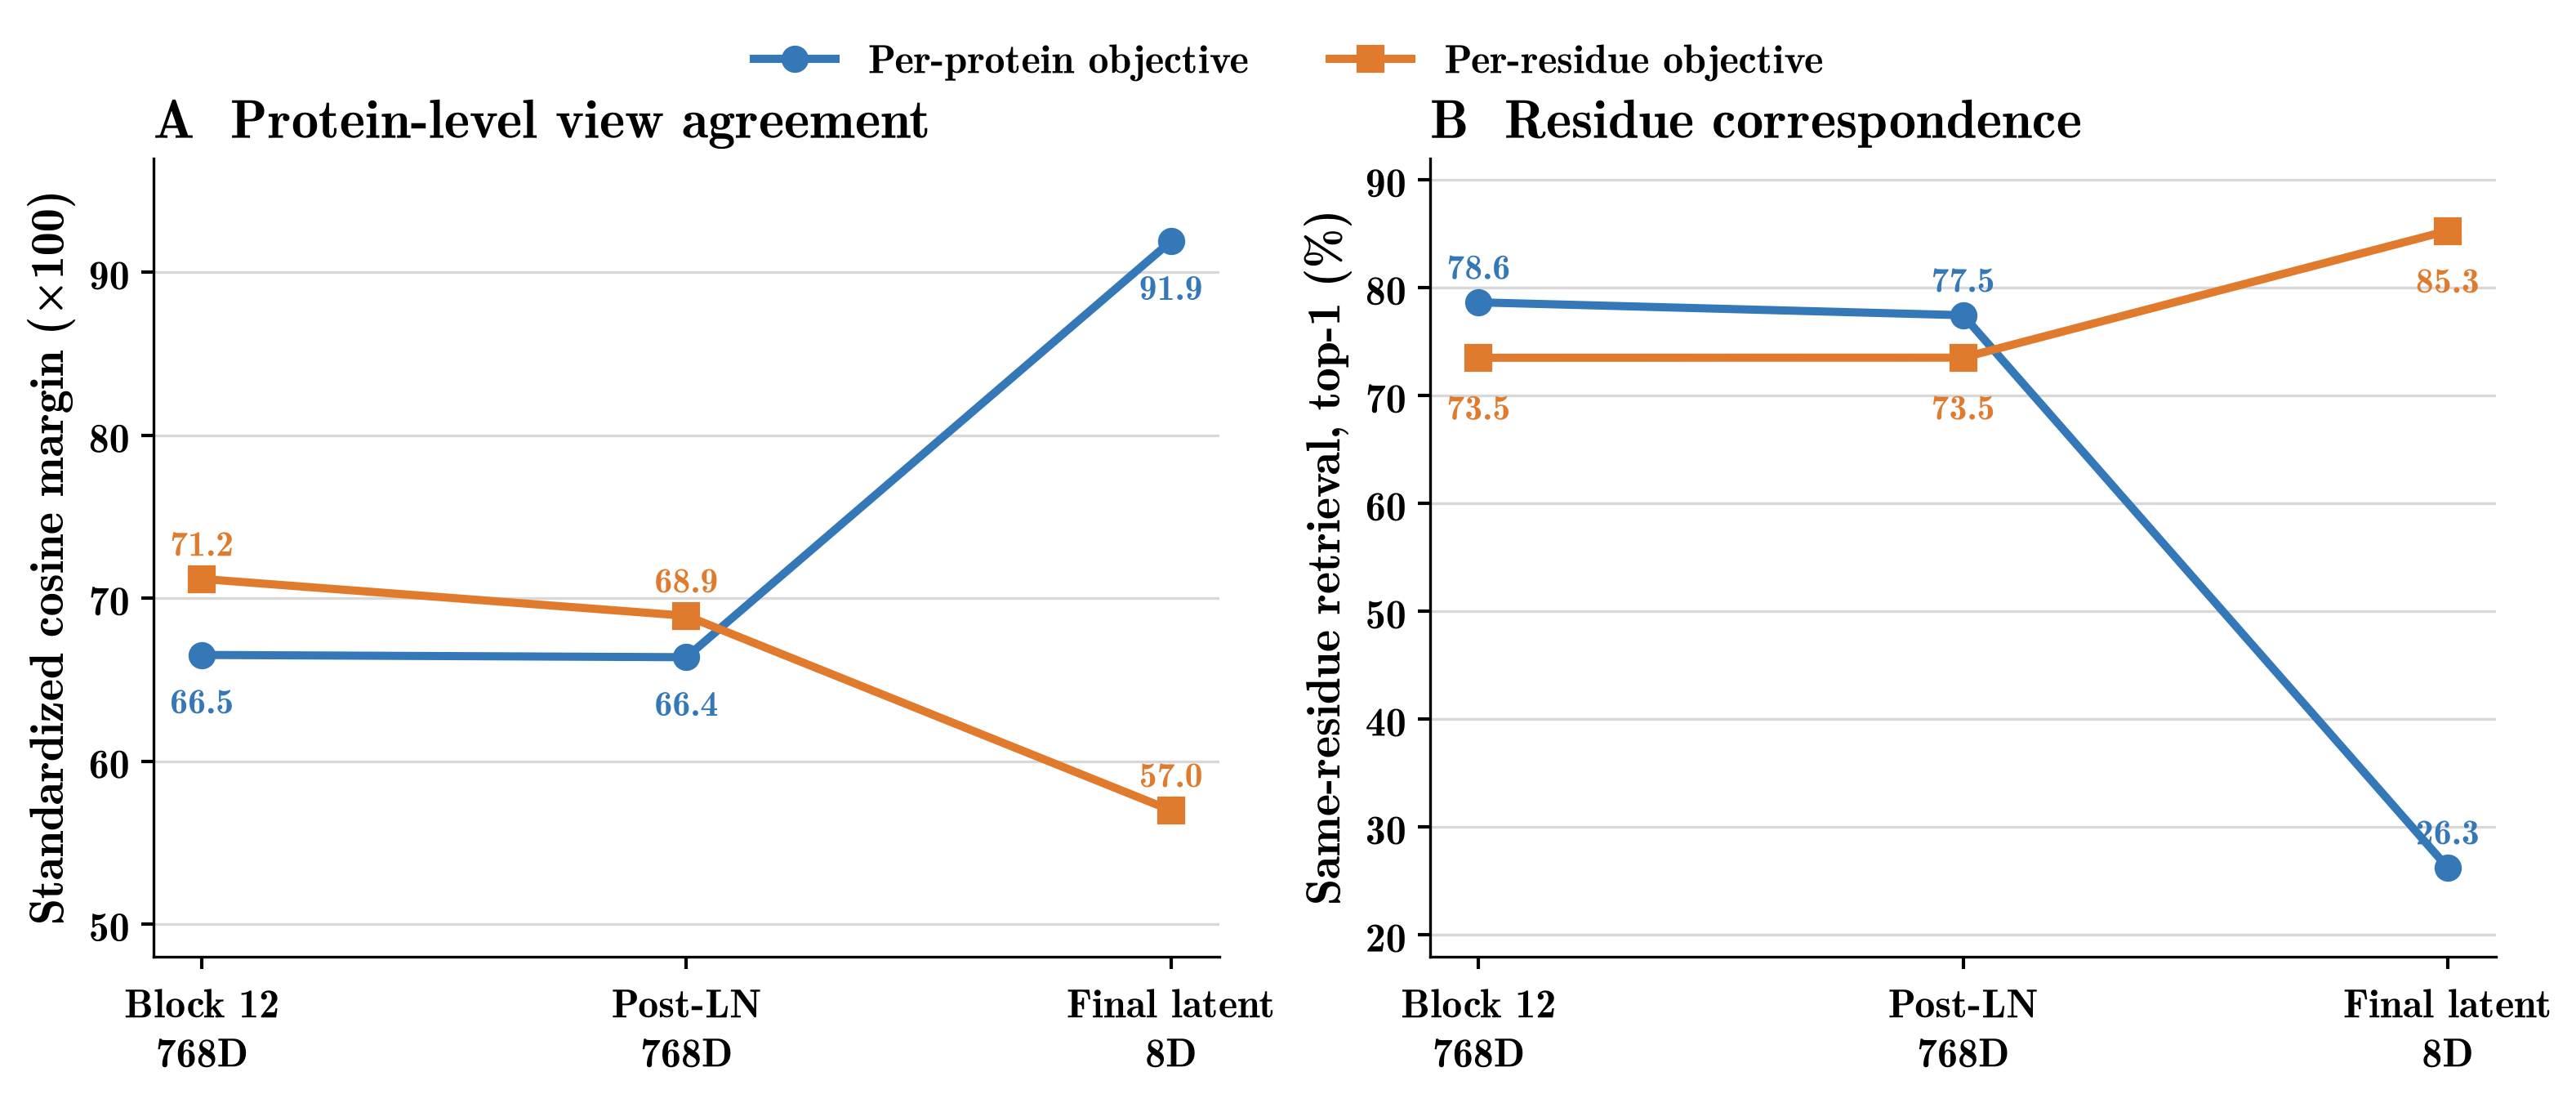 Per-protein objective
Per-residue objective
A Protein-level view agreement
Standardized cosine margin (×100)
90
80
70
60
50
71.2
68.9
57.0
66.5
66.4
91.9
Block 12
768D
Post-LN
768D
Final latent
8D
B Residue correspondence
Same-residue retrieval, top-1 (%)
90
80
70
60
50
40
30
20
78.6
77.5
26.3
73.5
73.5
85.3
Block 12
768D
Post-LN
768D
Final latent
8D